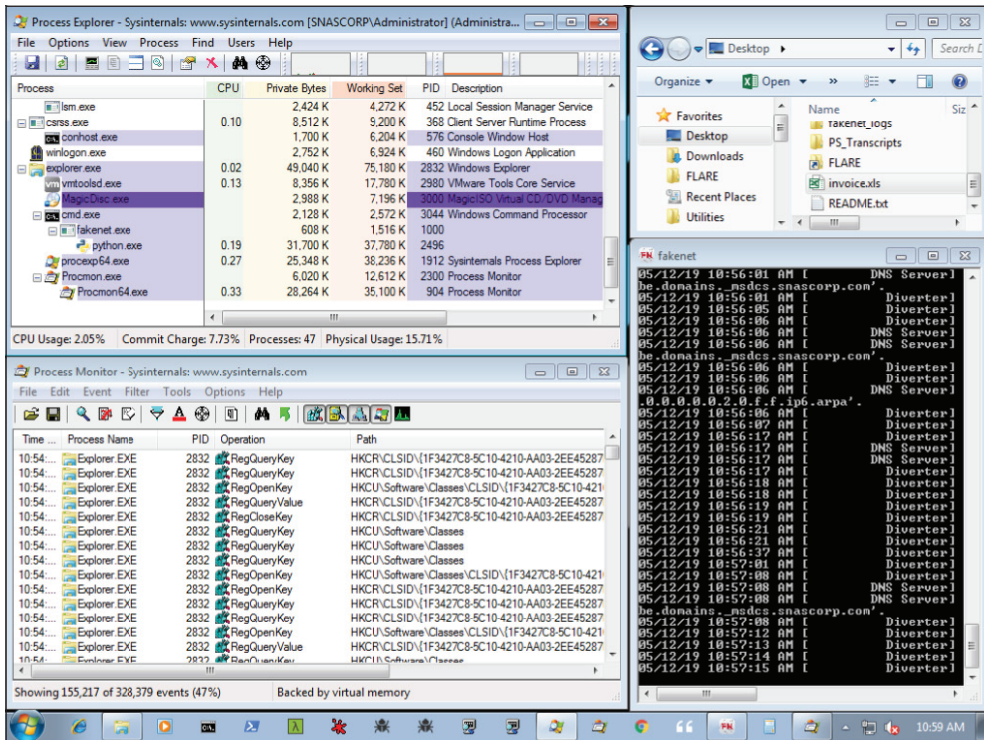 Process Explorer - Sysinternals: www.sysinternals.com [SNASCORP\Administrator] (Administra...
File Options View Process Find Users Help
Process CPU Private Bytes Working Set PID Description
lsm.exe 2,424 K 4,272 K 452 Local Session Manager Service
csrss.exe 0.10 8,512 K 9,200 K 368 Client Server Runtime Process
conhost.exe 1,700 K 6,204 K 576 Console Window Host
winlogon.exe 2,752 K 6,924 K 460 Windows Logon Application
explorer.exe 0.02 49,040 K 75,180 K 2832 Windows Explorer
vmtoolsd.exe 0.13 8,356 K 17,780 K 2980 VMware Tools Core Service
MagicDisc.exe 2,988 K 7,196 K 3000 MagicISO Virtual CD/DVD Manag
cmd.exe 2,128 K 2,572 K 3044 Windows Command Processor
fakenet.exe 608 K 1,516 K 1000
python.exe 0.19 31,700 K 37,780 K 2496
procexp64.exe 0.27 25,348 K 38,236 K 1912 Sysinternals Process Explorer
Procmon.exe 6,020 K 12,612 K 2300 Process Monitor
Procmon64.exe 0.33 28,264 K 35,100 K 904 Process Monitor
CPU Usage: 2.05% Commit Charge: 7.73% Processes: 47 Physical Usage: 15.71%
Desktop
Search D
Organize Open »
Favorites
Desktop
Downloads
FLARE
Recent Places
Utilities
Name Siz
fakenet_logs
PS_Transcripts
FLARE
invoice.xls
README.txt
Process Monitor - Sysinternals: www.sysinternals.com
File Edit Event Filter Tools Options Help
Time ... Process Name PID Operation Path
10:54:... Explorer.EXE 2832 RegQueryKey HKCR\CLSID\{1F3427C8-5C10-4210-AA03-2EE45287
10:54:... Explorer.EXE 2832 RegQueryKey HKCR\CLSID\{1F3427C8-5C10-4210-AA03-2EE45287
10:54:... Explorer.EXE 2832 RegOpenKey HKCU\Software\Classes\CLSID\{1F3427C8-5C10-421
10:54:... Explorer.EXE 2832 RegQueryValue HKCR\CLSID\{1F3427C8-5C10-4210-AA03-2EE45287
10:54:... Explorer.EXE 2832 RegCloseKey HKCR\CLSID\{1F3427C8-5C10-4210-AA03-2EE45287
10:54:... Explorer.EXE 2832 RegQueryKey HKCU\Software\Classes
10:54:... Explorer.EXE 2832 RegQueryKey HKCU\Software\Classes
10:54:... Explorer.EXE 2832 RegQueryKey HKCU\Software\Classes
10:54:... Explorer.EXE 2832 RegOpenKey HKCU\Software\Classes\CLSID\{1F3427C8-5C10-421
10:54:... Explorer.EXE 2832 RegQueryKey HKCR\CLSID\{1F3427C8-5C10-4210-AA03-2EE45287
10:54:... Explorer.EXE 2832 RegQueryKey HKCR\CLSID\{1F3427C8-5C10-4210-AA03-2EE45287
10:54:... Explorer.EXE 2832 RegOpenKey HKCU\Software\Classes\CLSID\{1F3427C8-5C10-421
10:54:... Explorer.EXE 2832 RegQueryValue HKCR\CLSID\{1F3427C8-5C10-4210-AA03-2EE45287
10:54:... Explorer.EXE 2832 RegQueryKey HKCU\Software\Classes
Showing 155,217 of 328,379 events (47%) Backed by virtual memory
fakenet
05/12/19 10:56:01 AM [ DNS Server]
be.domains._msdcs.snascorp.com'.
05/12/19 10:56:01 AM [ Diverter]
05/12/19 10:56:05 AM [ Diverter]
05/12/19 10:56:06 AM [ Diverter]
05/12/19 10:56:06 AM [ DNS Server]
05/12/19 10:56:06 AM [ DNS Server]
be.domains._msdcs.snascorp.com'.
05/12/19 10:56:06 AM [ Diverter]
05/12/19 10:56:06 AM [ Diverter]
05/12/19 10:56:06 AM [ DNS Server]
.0.0.0.0.0.2.0.f.f.ip6.arpa'.
05/12/19 10:56:06 AM [ Diverter]
05/12/19 10:56:07 AM [ Diverter]
05/12/19 10:56:17 AM [ Diverter]
05/12/19 10:56:17 AM [ DNS Server]
05/12/19 10:56:17 AM [ DNS Server]
05/12/19 10:56:17 AM [ Diverter]
05/12/19 10:56:18 AM [ Diverter]
05/12/19 10:56:18 AM [ Diverter]
05/12/19 10:56:19 AM [ Diverter]
05/12/19 10:56:19 AM [ Diverter]
05/12/19 10:56:21 AM [ Diverter]
05/12/19 10:56:21 AM [ Diverter]
05/12/19 10:56:37 AM [ Diverter]
05/12/19 10:57:01 AM [ Diverter]
05/12/19 10:57:08 AM [ Diverter]
05/12/19 10:57:08 AM [ DNS Server]
05/12/19 10:57:08 AM [ DNS Server]
be.domains._msdcs.snascorp.com'.
05/12/19 10:57:08 AM [ Diverter]
05/12/19 10:57:12 AM [ Diverter]
05/12/19 10:57:13 AM [ Diverter]
05/12/19 10:57:14 AM [ Diverter]
05/12/19 10:57:15 AM [ Diverter]
10:59 AM